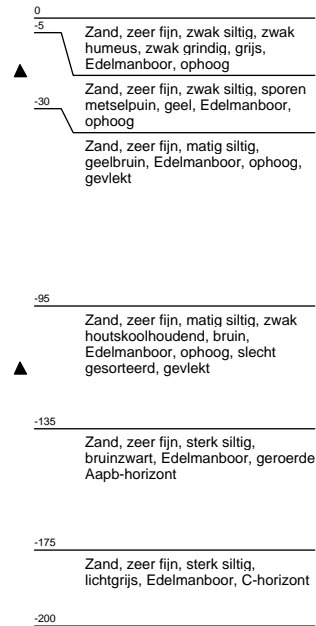 0
-5
Zand, zeer fijn, zwak siltig, zwak
humeus, zwak grindig, grijs,
Edelmanboor, ophoog
Zand, zeer fijn, zwak siltig, sporen
metselpuin, geel, Edelmanboor,
ophoog
-30
Zand, zeer fijn, matig siltig,
geelbruin, Edelmanboor, ophoog,
gevlekt
-95
Zand, zeer fijn, matig siltig, zwak
houtskoolhoudend, bruin,
Edelmanboor, ophoog, slecht
gesorteerd, gevlekt
-135
Zand, zeer fijn, sterk siltig,
bruinzwart, Edelmanboor, geroerde
Aapb-horizont
-175
Zand, zeer fijn, sterk siltig,
lichtgrijs, Edelmanboor, C-horizont
-200